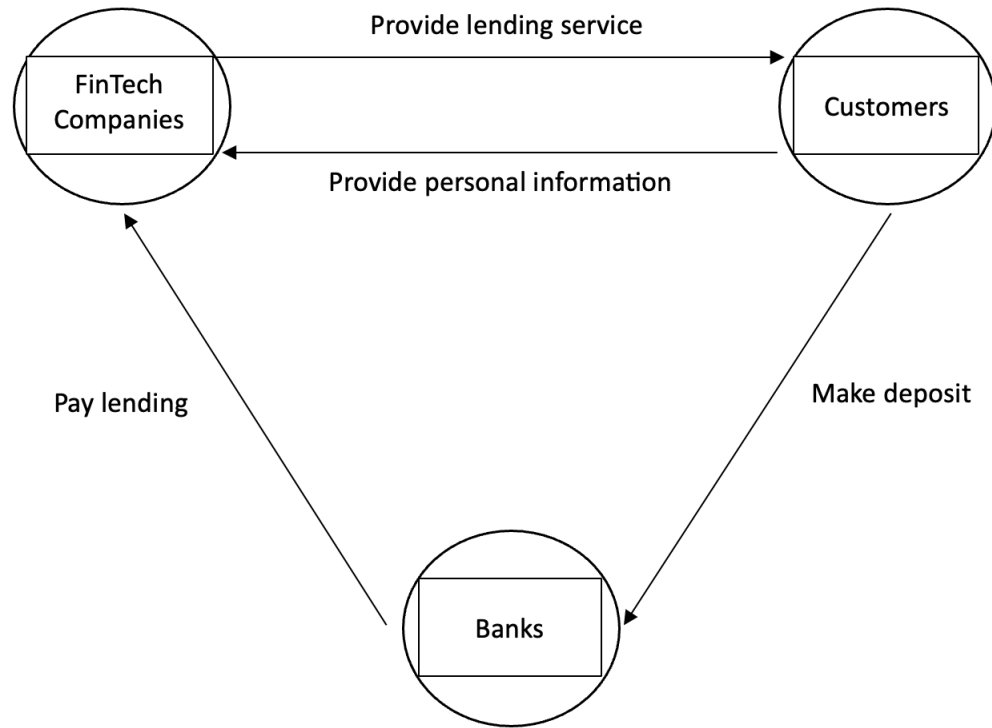 Provide lending service
FinTech
Companies
Customers
Provide personal information
Pay lending
Make deposit
Banks